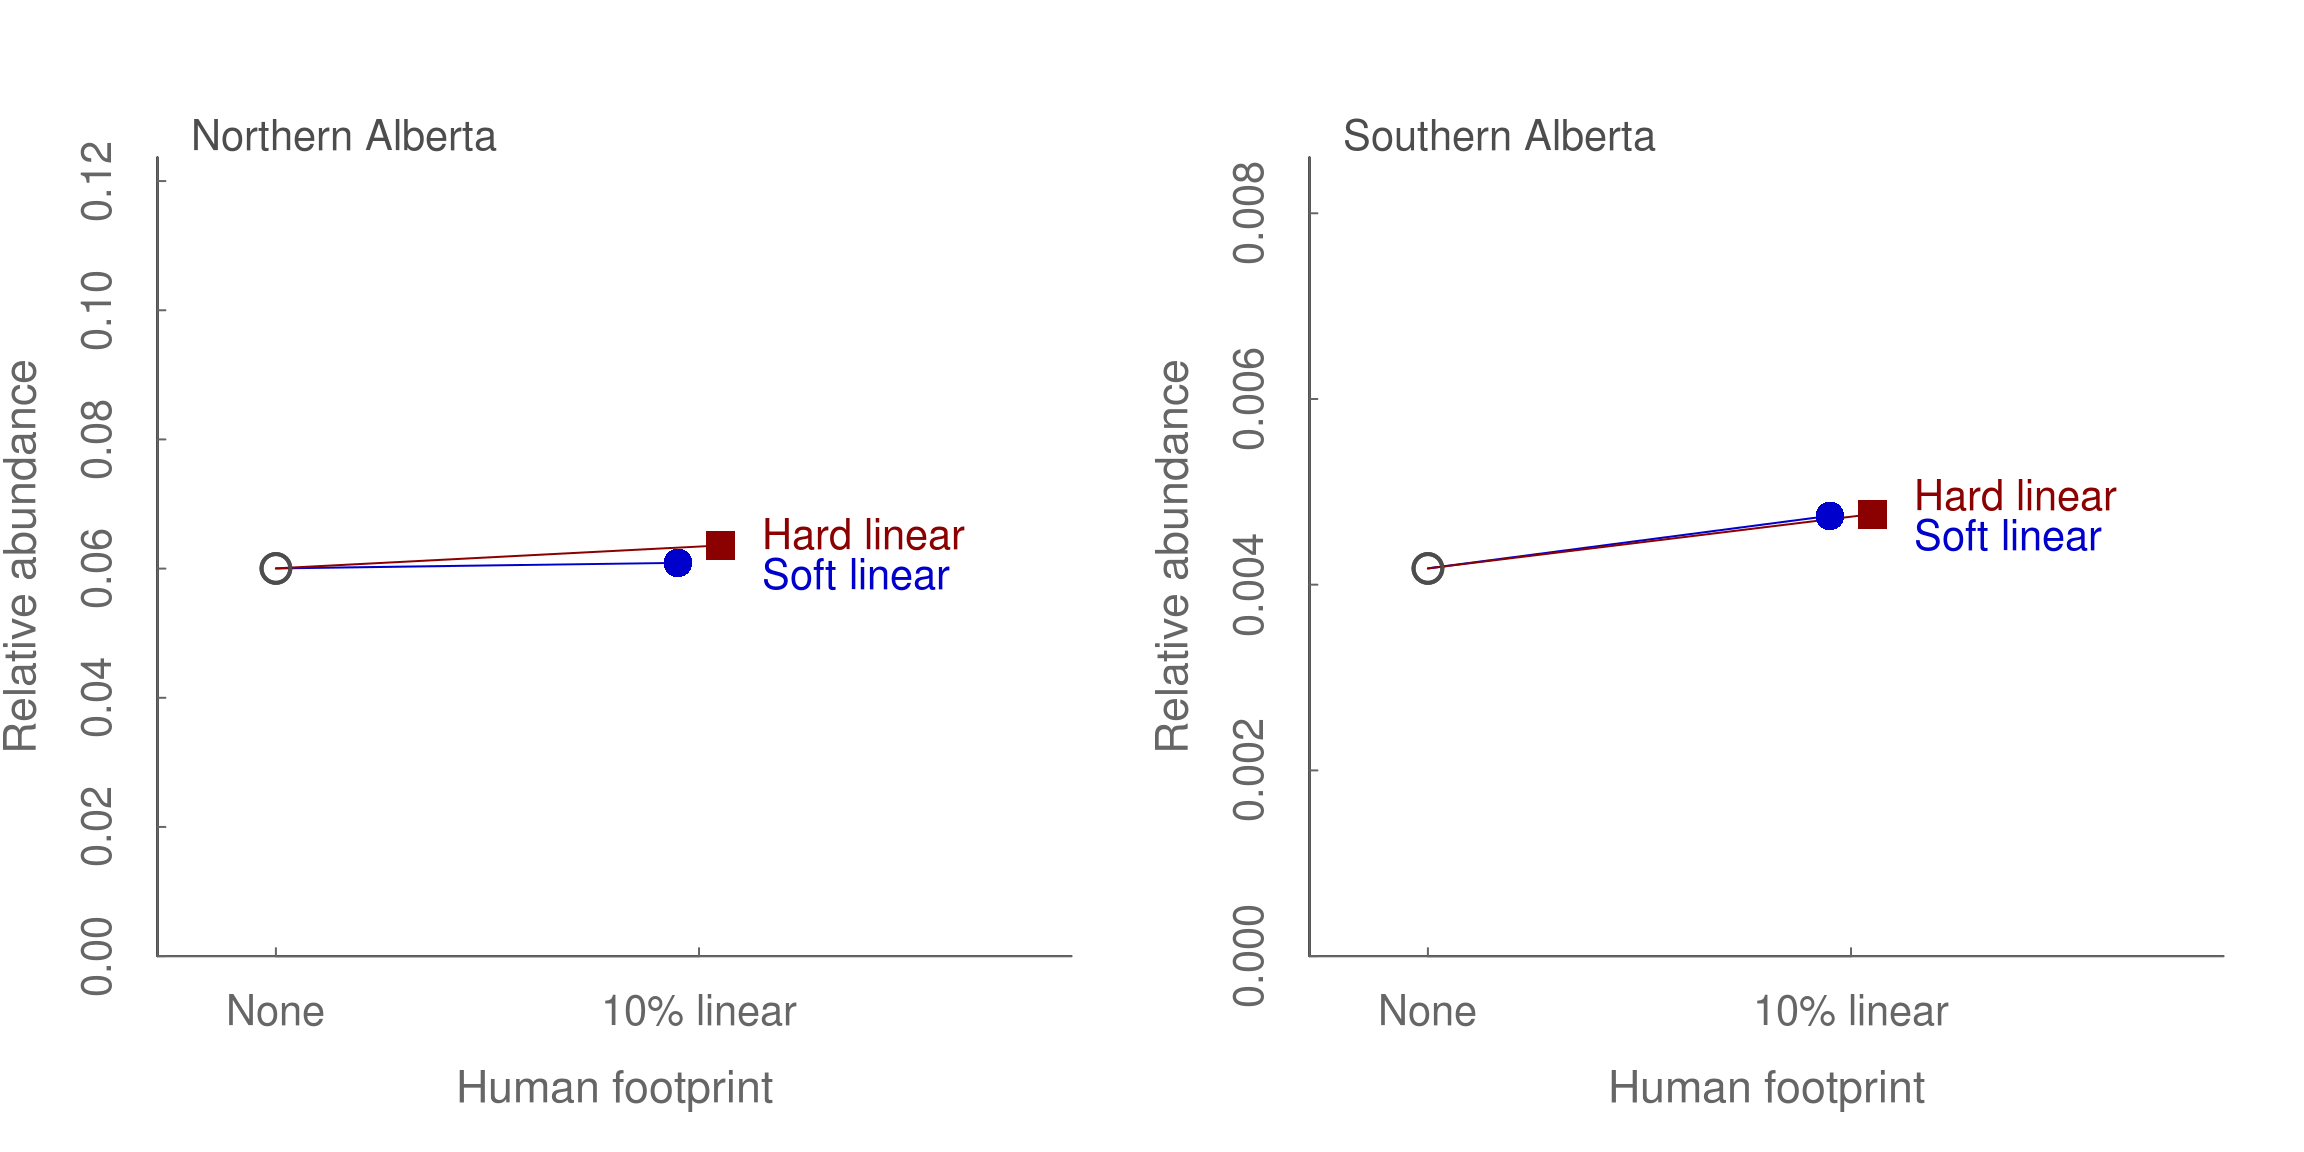 Northern Alberta
Relative abundance
0.12
0.10
0.08
0.06
0.04
0.02
0.00
Hard linear
Soft linear
None
10% linear
Human footprint
Southern Alberta
Relative abundance
0.008
0.006
0.004
0.002
0.000
Hard linear
Soft linear
None
10% linear
Human footprint